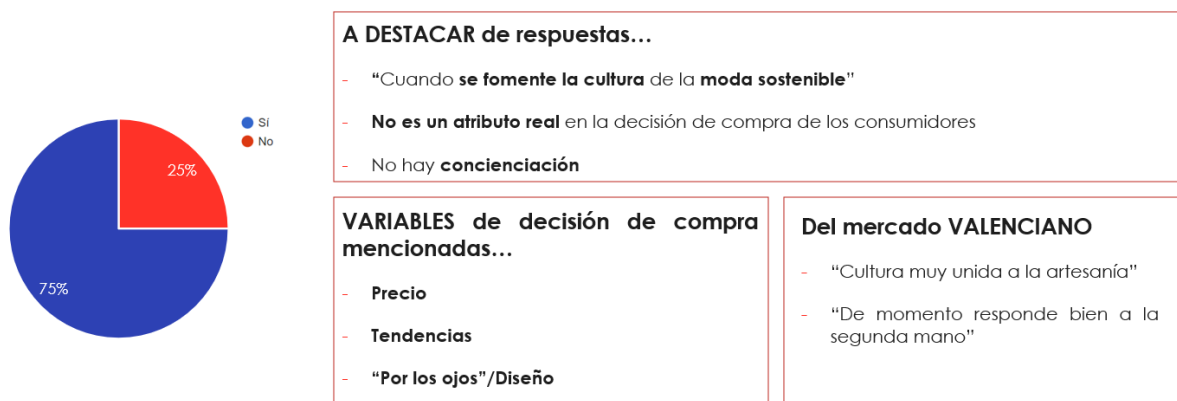 Sí
No
25%
75%
A DESTACAR de respuestas…
- “Cuando se fomente la cultura de la moda sostenible”
- No es un atributo real en la decisión de compra de los consumidores
- No hay concienciación
VARIABLES de decisión de compra
mencionadas…
- Precio
- Tendencias
- “Por los ojos”/Diseño
Del mercado VALENCIANO
- “Cultura muy unida a la artesanía”
- “De momento responde bien a la
segunda mano”